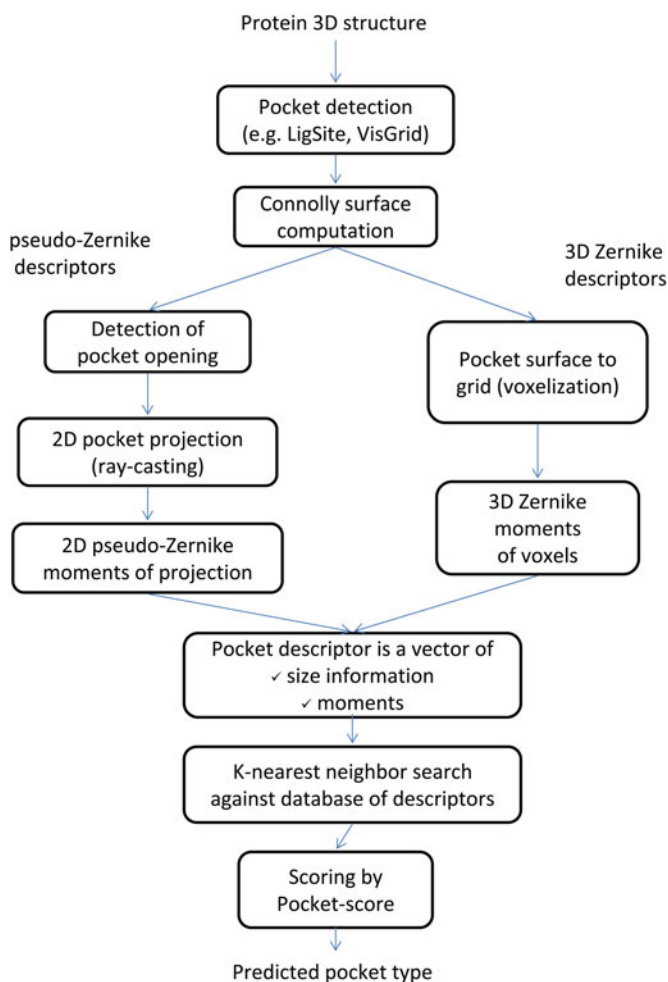 Protein 3D structure
Pocket detection
(e.g. LigSite, VisGrid)
Connolly surface
computation
pseudo-Zernike
descriptors
3D Zernike
descriptors
Detection of
pocket opening
Pocket surface to
grid (voxelization)
2D pocket projection
(ray-casting)
3D Zernike
moments
of voxels
2D pseudo-Zernike
moments of projection
Pocket descriptor is a vector of
✓ size information
✓ moments
K-nearest neighbor search
against database of descriptors
Scoring by
Pocket-score
Predicted pocket type